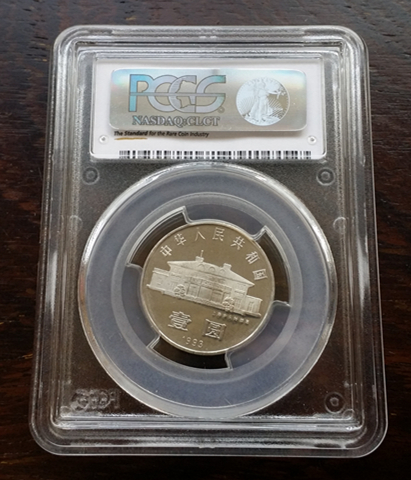 PCGS
NASDAQ:CLCT
The Standard for the Rare Coin Industry
中华人民共和国
壹圆
1993